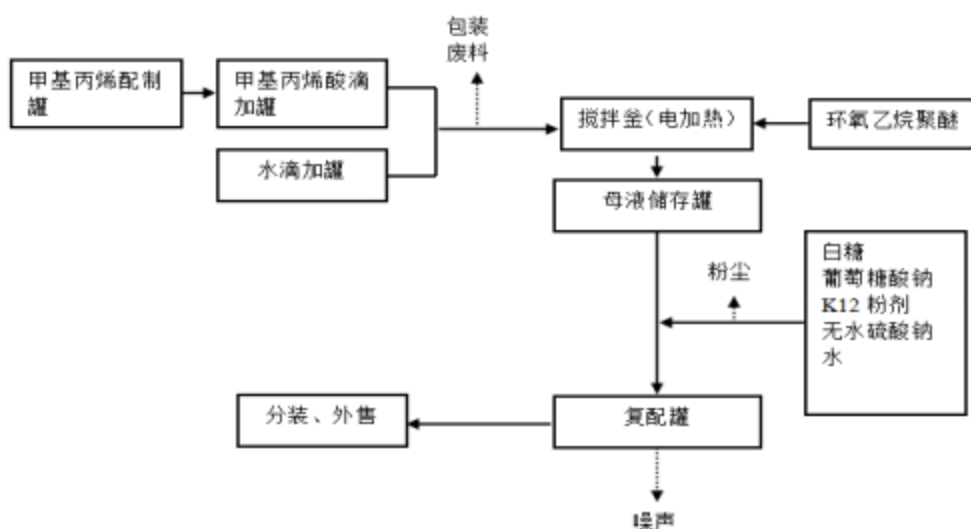 包装
废料
甲基丙烯配制
罐
甲基丙烯酸滴
加罐
搅拌釜（电加热）
环氧乙烷聚醚
水滴加罐
母液储存罐
粉尘
白糖
葡萄糖酸钠
K12 粉剂
无水硫酸钠
水
分装、外售
复配罐
噪声